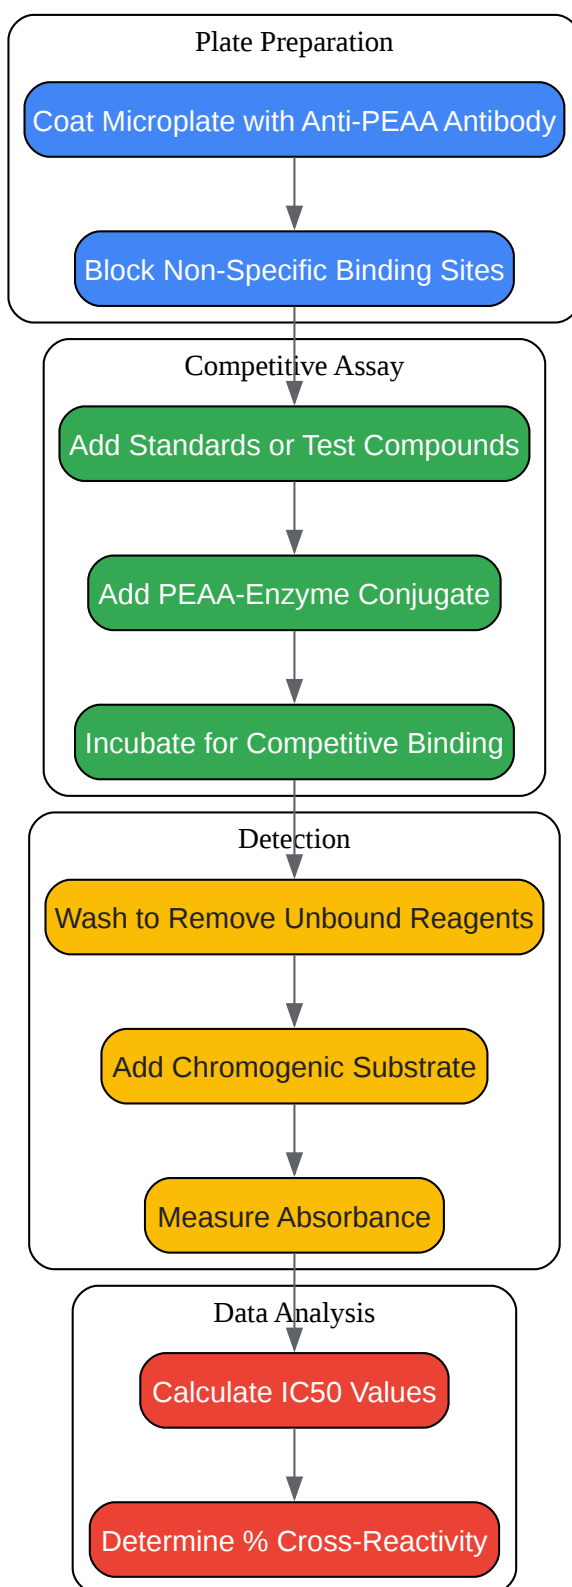 Plate Preparation
Coat Microplate with Anti-PEAA Antibody
Block Non-Specific Binding Sites
Competitive Assay
Add Standards or Test Compounds
Add PEAA-Enzyme Conjugate
Incubate for Competitive Binding
Detection
Wash to Remove Unbound Reagents
Add Chromogenic Substrate
Measure Absorbance
Data Analysis
Calculate IC50 Values
Determine % Cross-Reactivity